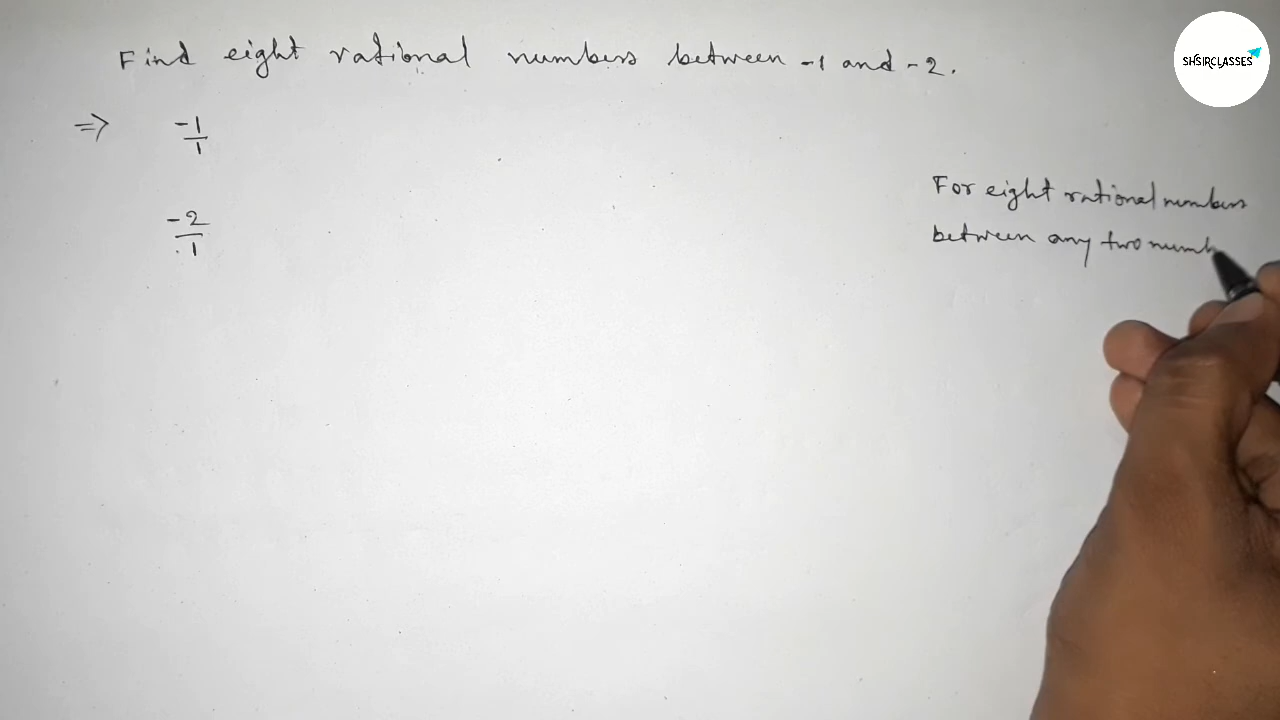 Find eight rational numbers between -1 and -2.
SHSIRCLASSES
⇒ -1/1
-2/1
For eight rational numbers
between any two numb